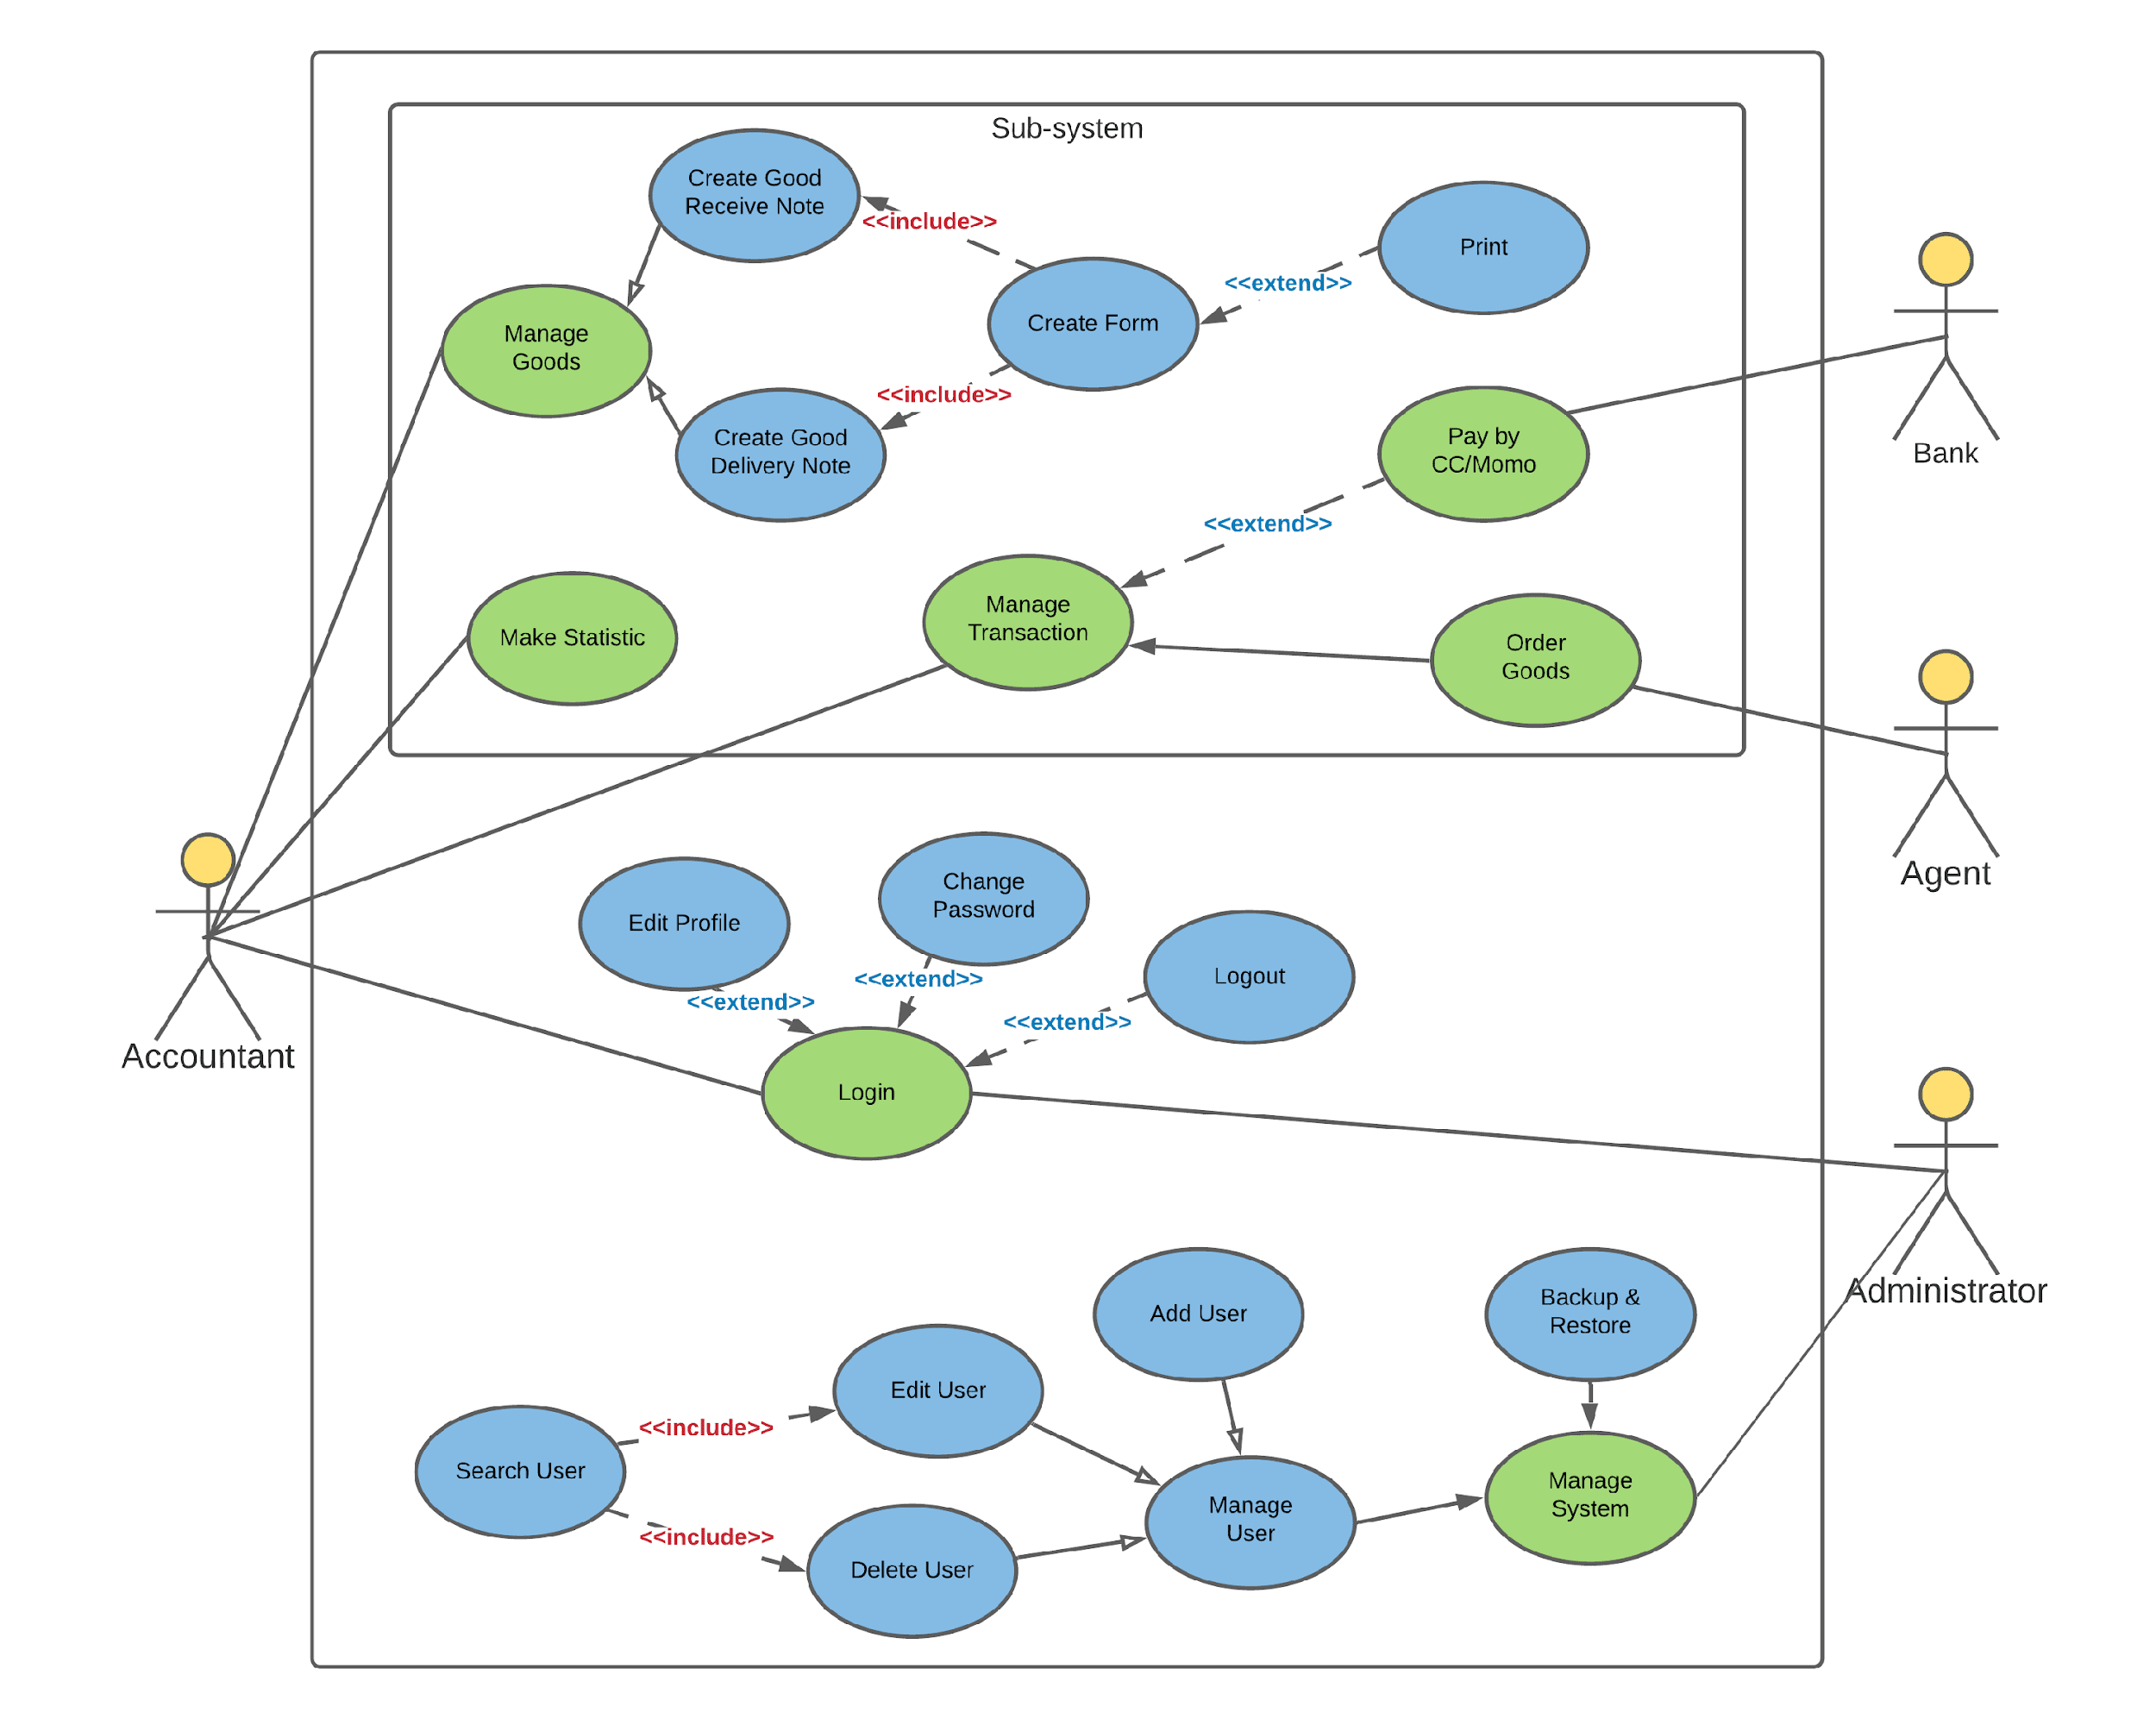 Sub-system
Create Good
Receive Note
<<include>>
Print
<<extend>>
Create Form
Manage
Goods
<<include>>
Create Good
Delivery Note
Pay by
CC/Momo
Bank
<<extend>>
Manage
Transaction
Make Statistic
Order
Goods
Agent
Change
Password
Edit Profile
Logout
<<extend>>
<<extend>>
<<extend>>
Accountant
Login
Administrator
Add User
Backup &
Restore
Edit User
<<include>>
Search User
Manage
System
Manage
User
<<include>>
Delete User